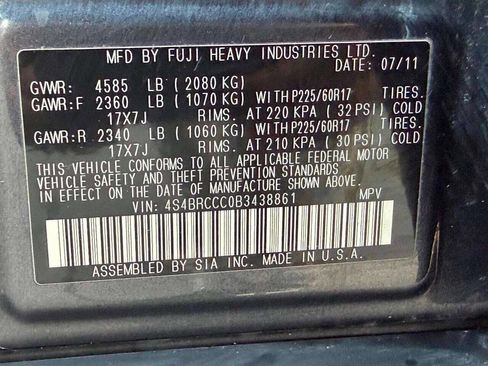 MFD BY FUJI HEAVY INDUSTRIES LTD.
DATE: 07/11
GVWR: 4585 LB (2080 KG)
GAWR:F 2360 LB (1070 KG) WITH P225/60R17 TIRES.
17X7J RIMS. AT 220 KPA (32 PSI) COLD
GAWR:R 2340 LB (1060 KG) WITH P225/60R17 TIRES.
17X7J RIMS. AT 210 KPA (30 PSI) COLD
THIS VEHICLE CONFORMS TO ALL APPLICABLE FEDERAL MOTOR
VEHICLE SAFETY AND THEFT PREVENTION STANDARDS
IN EFFECT ON THE DATE OF MANUFACTURE SHOWN ABOVE.
VIN: 4S4BRCCC0B3438861 MPV
ASSEMBLED BY SIA INC. MADE IN U.S.A.